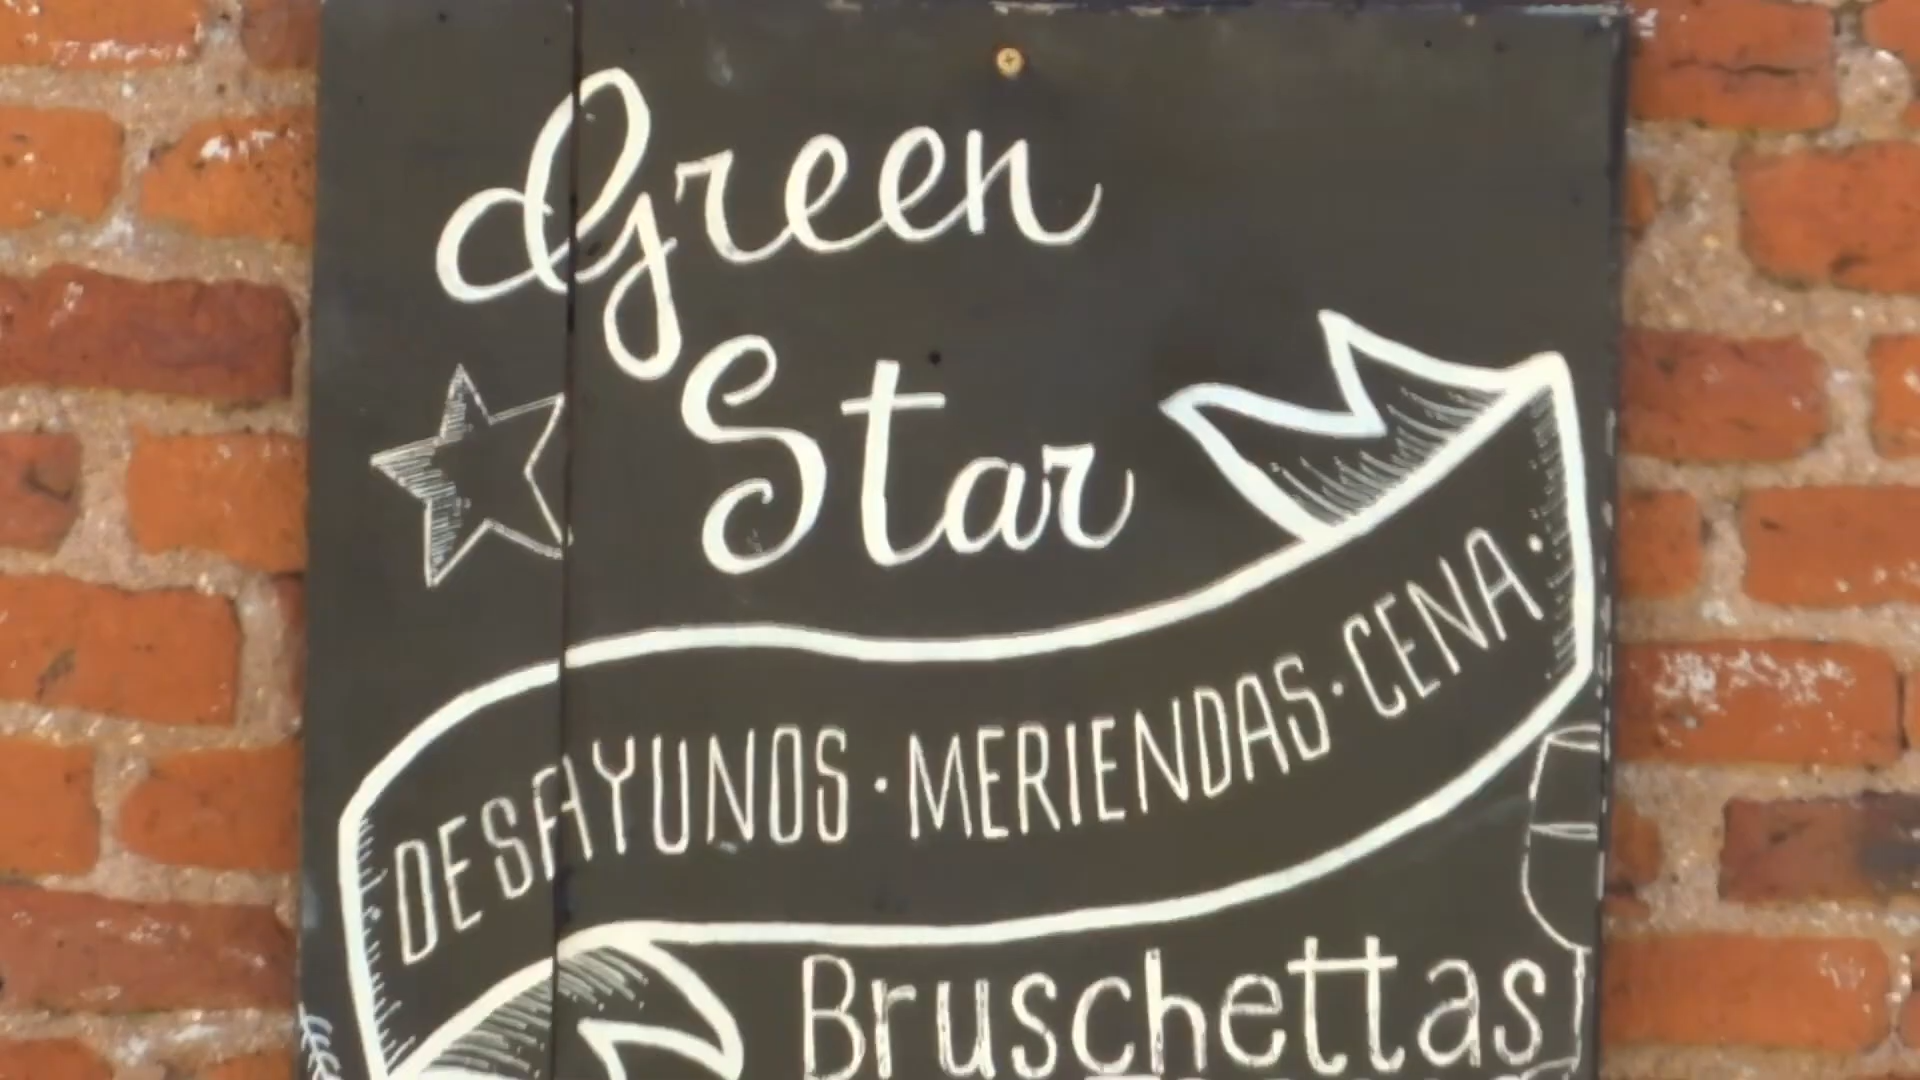 Green
Star
DESAYUNOS · MERIENDAS · CENA ·
Bruschettas